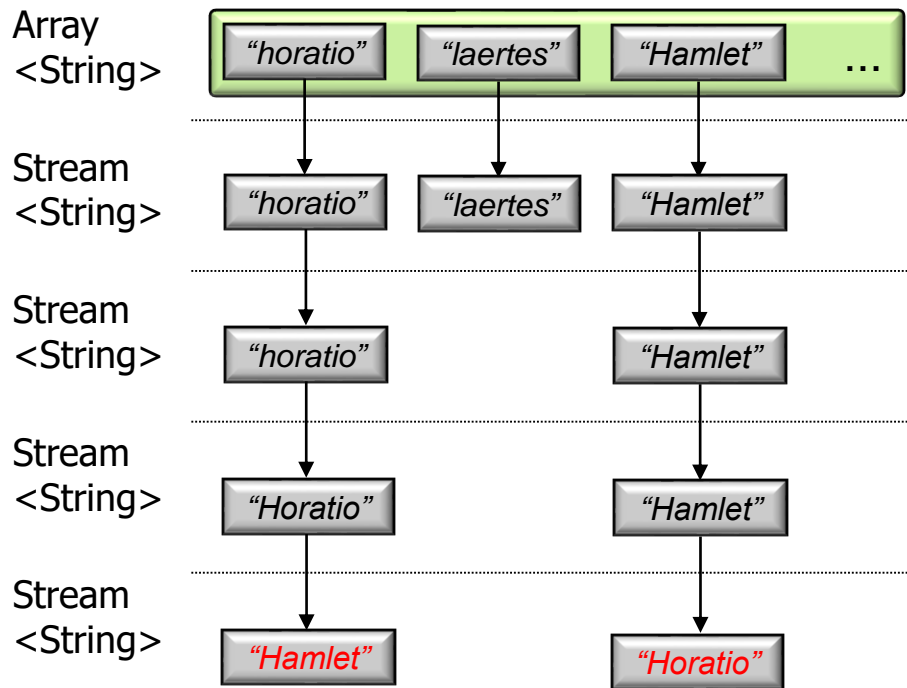 Array
<String>
“horatio” “laertes” “Hamlet” ...
Stream
<String>
“horatio” “laertes” “Hamlet”
Stream
<String>
“horatio” “Hamlet”
Stream
<String>
“Horatio” “Hamlet”
Stream
<String>
“Hamlet” “Horatio”